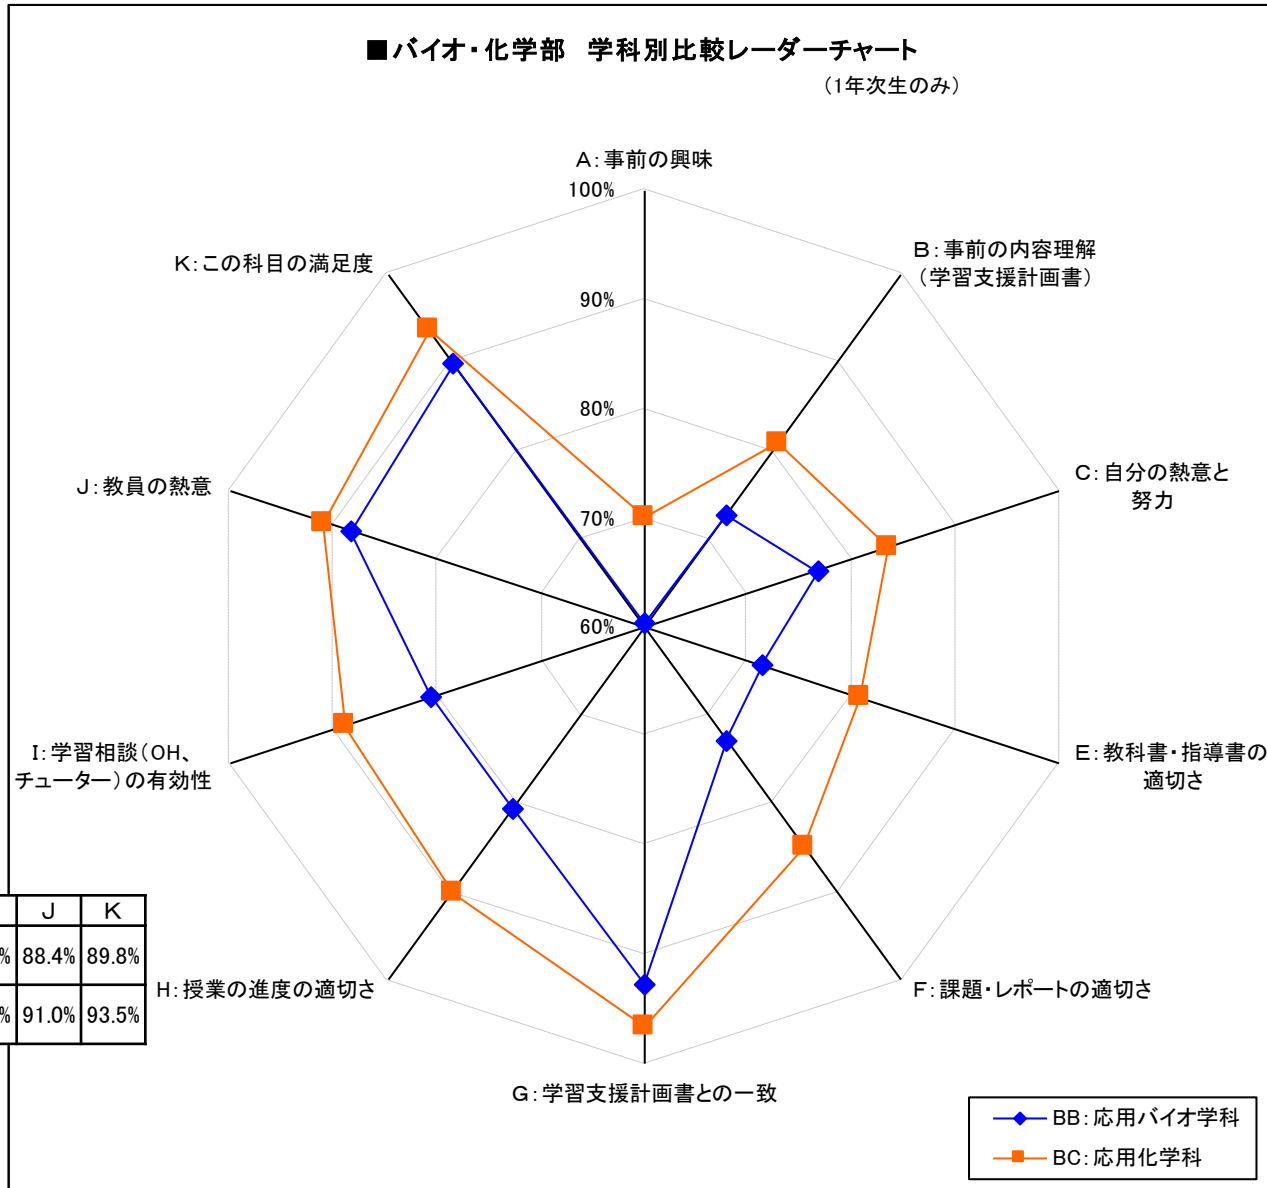 ■バイオ・化学部　学科別比較レーダーチャート
（1年次生のみ）
A：事前の興味
100%
90%
80%
70%
60%
B：事前の内容理解
（学習支援計画書）
C：自分の熱意と
努力
E：教科書・指導書の
適切さ
F：課題・レポートの適切さ
G：学習支援計画書との一致
H：授業の進度の適切さ
I：学習相談（OH、
チューター）の有効性
J：教員の熱意
K：この科目の満足度
J K
% 88.4% 89.8%
% 91.0% 93.5%
BB：応用バイオ学科
BC：応用化学科